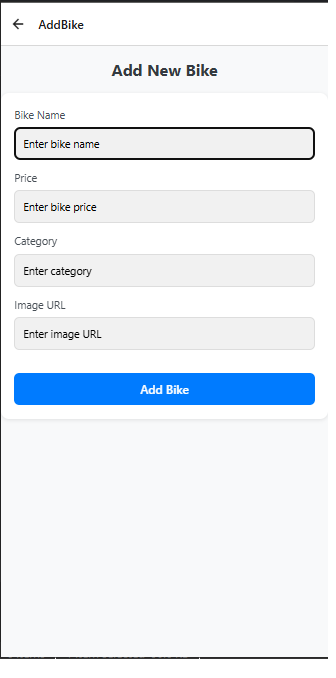 AddBike
Add New Bike
Bike Name
Enter bike name
Price
Enter bike price
Category
Enter category
Image URL
Enter image URL
Add Bike